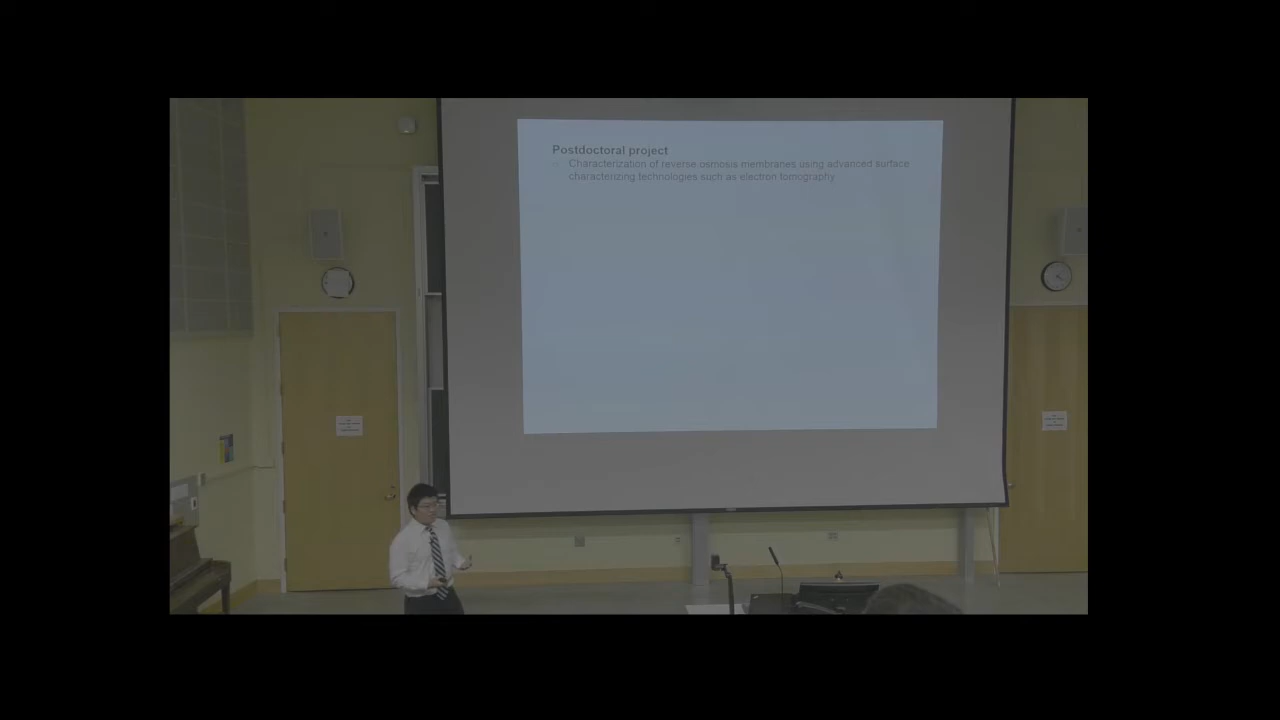 Postdoctoral project
Characterization of reverse osmosis membranes using advanced surface
characterizing technologies such as electron tomography